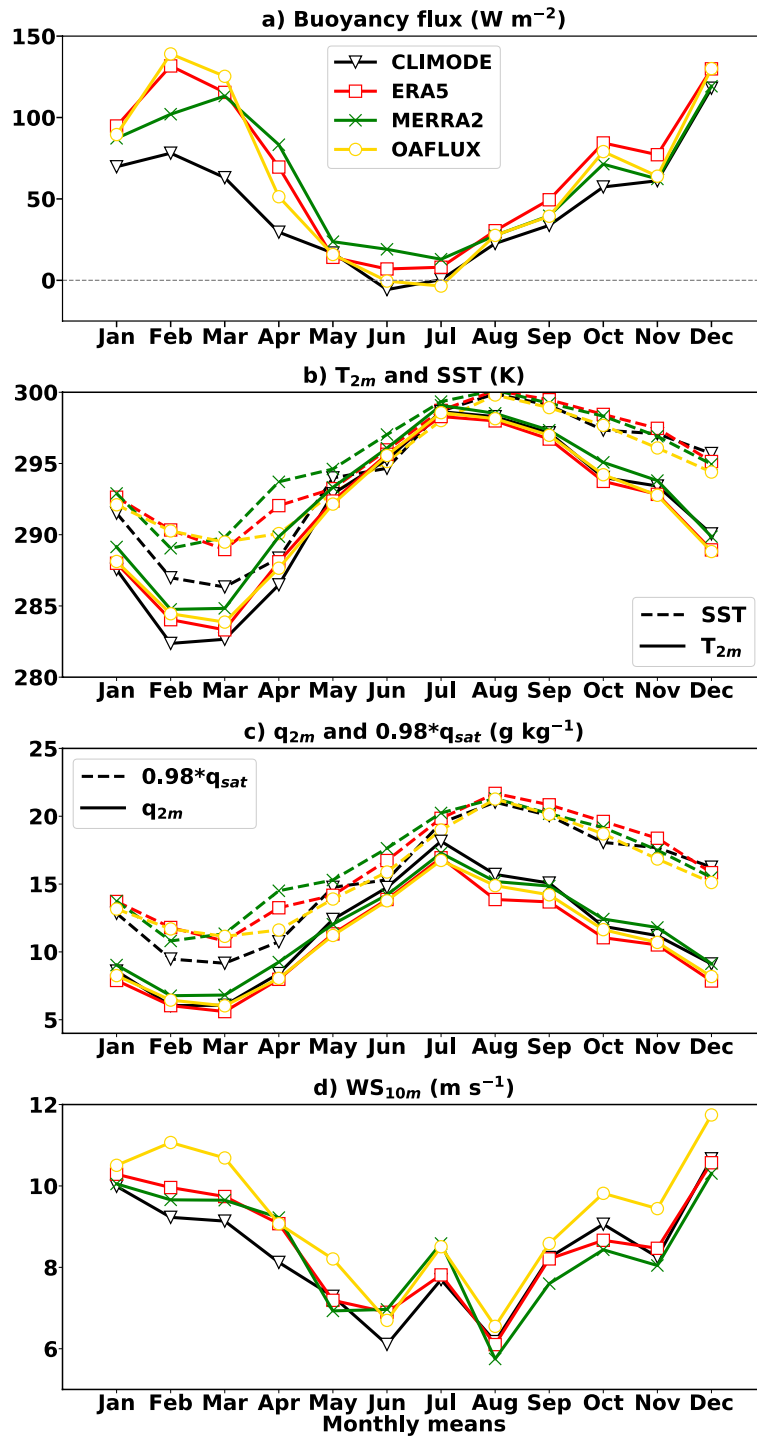 a) Buoyancy flux (W m⁻²)
150
100
50
0
CLIMODE
ERA5
MERRA2
OAFLUX
Jan Feb Mar Apr May Jun Jul Aug Sep Oct Nov Dec
b) T₂ₘ and SST (K)
300
295
290
285
280
SST
T₂ₘ
Jan Feb Mar Apr May Jun Jul Aug Sep Oct Nov Dec
c) q₂ₘ and 0.98*qₛₐₜ (g kg⁻¹)
25
20
15
10
5
0.98*qₛₐₜ
q₂ₘ
Jan Feb Mar Apr May Jun Jul Aug Sep Oct Nov Dec
d) WS₁₀ₘ (m s⁻¹)
12
10
8
6
Jan Feb Mar Apr May Jun Jul Aug Sep Oct Nov Dec
Monthly means